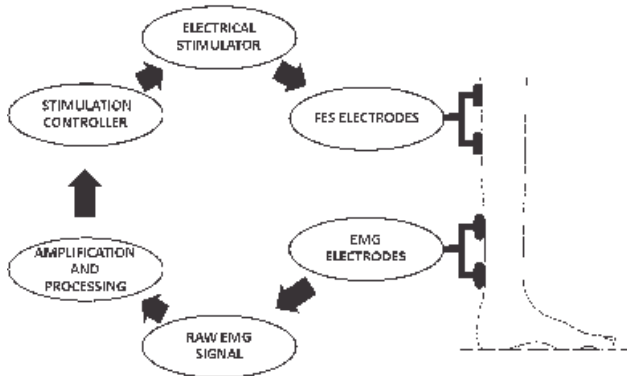 ELECTRICAL
STIMULATOR
STIMULATION
CONTROLLER
FES ELECTRODES
EMG
ELECTRODES
AMPLIFICATION
AND
PROCESSING
RAW EMG
SIGNAL